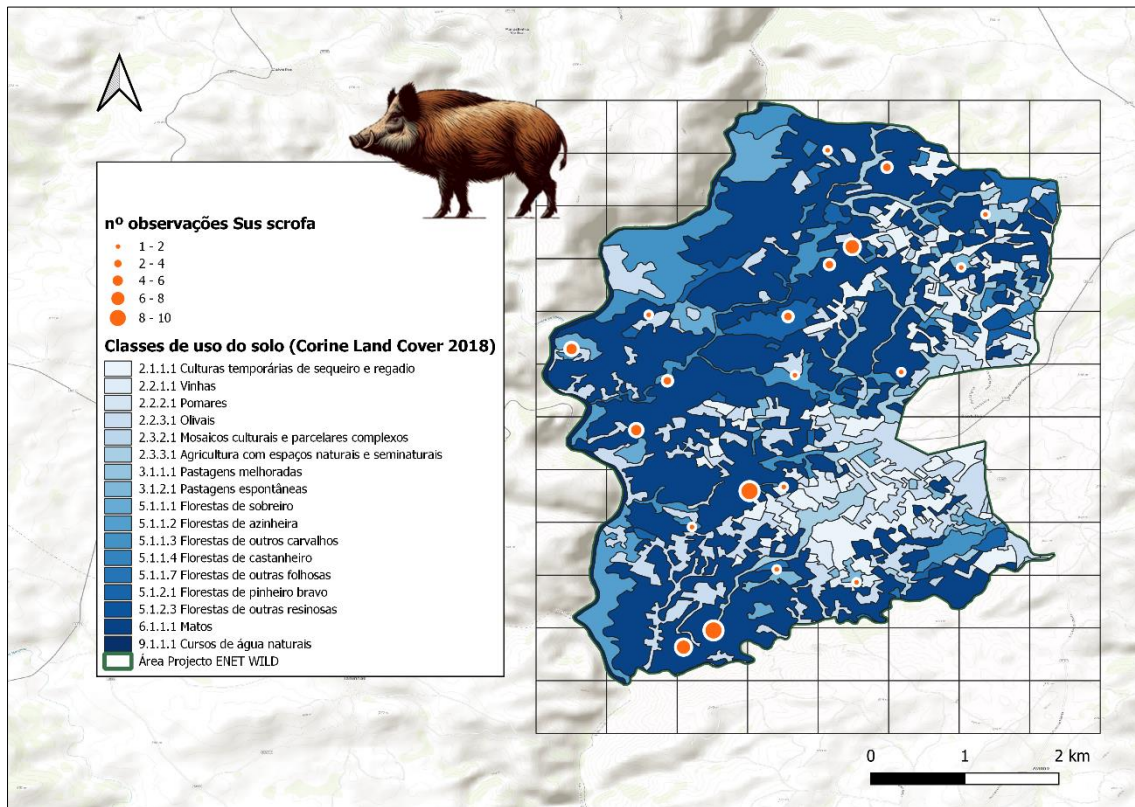 nº observações Sus scrofa
1 - 2
2 - 4
4 - 6
6 - 8
8 - 10
Classes de uso do solo (Corine Land Cover 2018)
2.1.1.1 Culturas temporárias de sequeiro e regadio
2.2.1.1 Vinhas
2.2.2.1 Pomares
2.2.3.1 Olivais
2.3.2.1 Mosaicos culturais e parcelares complexos
2.3.3.1 Agricultura com espaços naturais e seminaturais
3.1.1.1 Pastagens melhoradas
3.1.2.1 Pastagens espontâneas
5.1.1.1 Florestas de sobreiro
5.1.1.2 Florestas de azinheira
5.1.1.3 Florestas de outros carvalhos
5.1.1.4 Florestas de castanheiro
5.1.1.7 Florestas de outras folhosas
5.1.2.1 Florestas de pinheiro bravo
5.1.2.3 Florestas de outras resinosas
6.1.1.1 Matos
9.1.1.1 Cursos de água naturais
Área Projecto ENET WILD
0 1 2 km